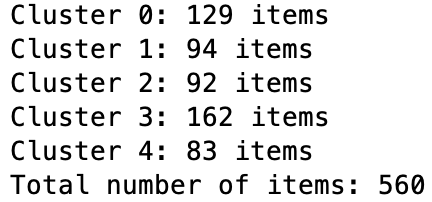 Cluster 0: 129 items
Cluster 1: 94 items
Cluster 2: 92 items
Cluster 3: 162 items
Cluster 4: 83 items
Total number of items: 560